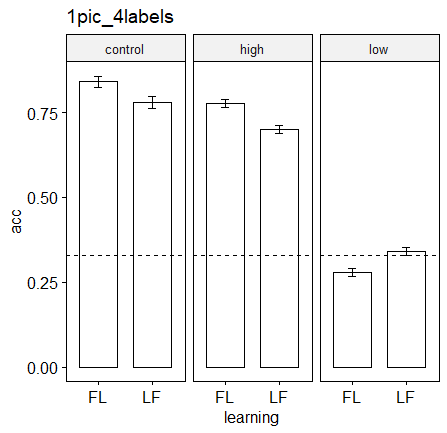 1pic_4labels
control high low
acc
0.75
0.50
0.25
0.00
FL LF FL LF FL LF
learning